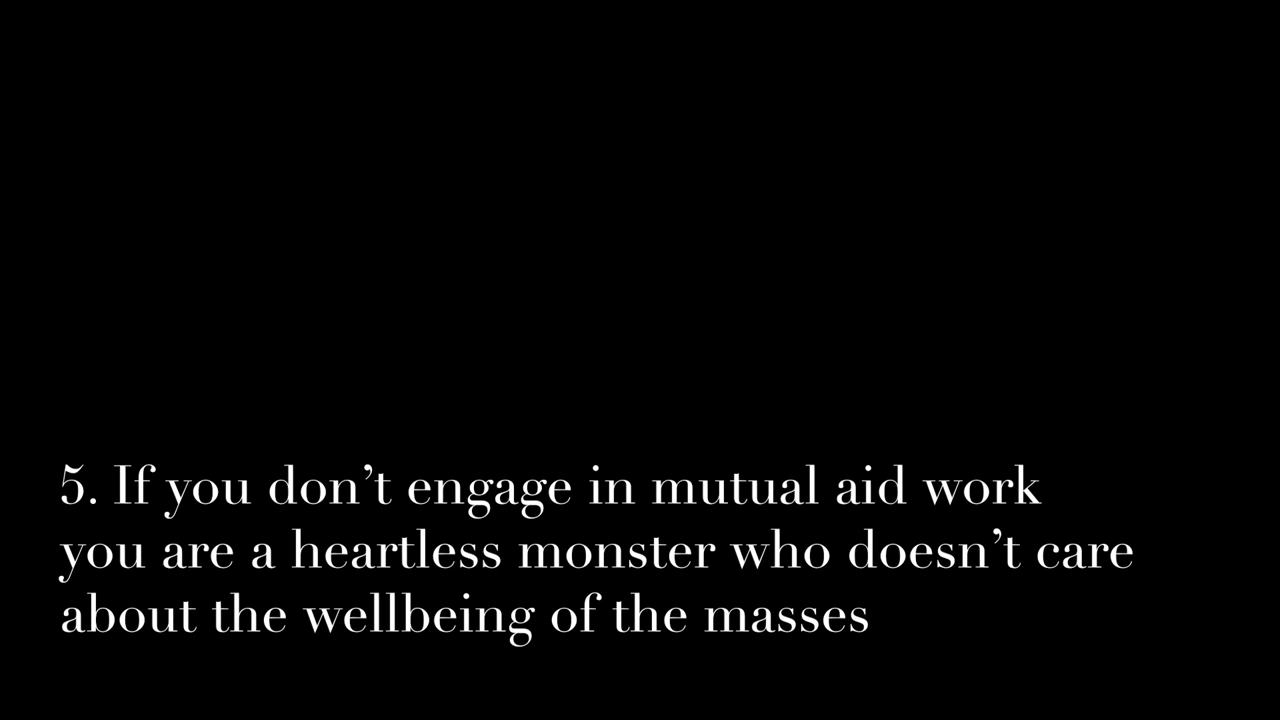 5. If you don’t engage in mutual aid work
you are a heartless monster who doesn’t care
about the wellbeing of the masses